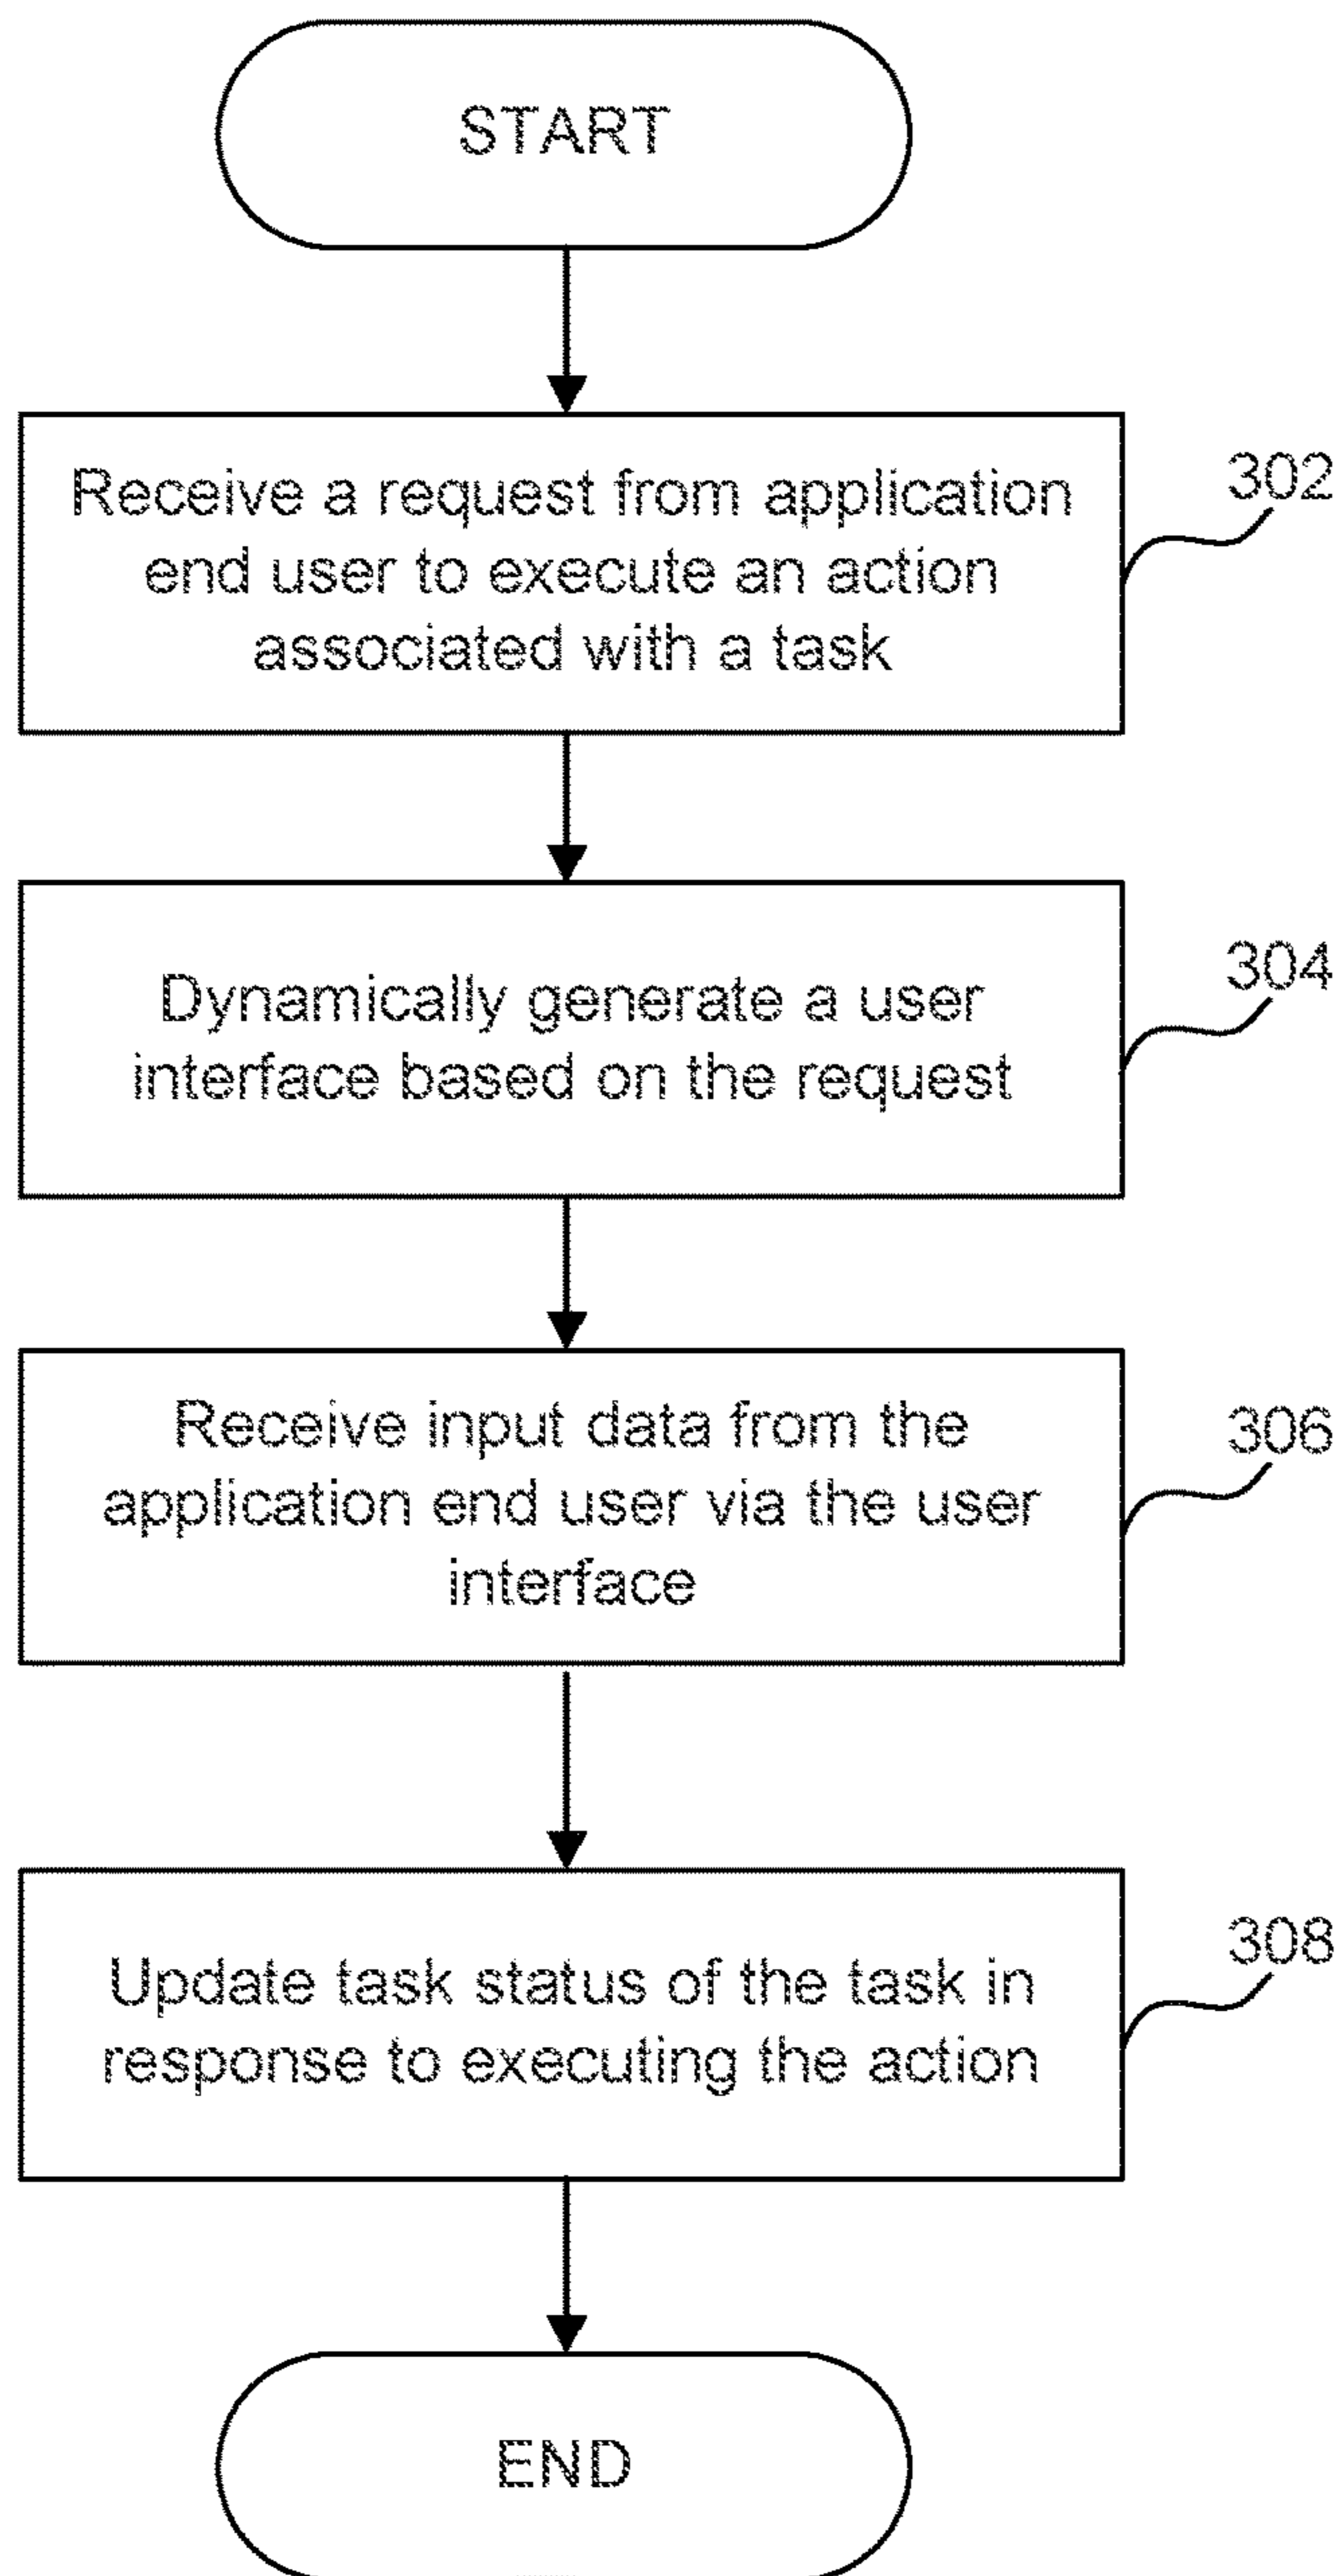 START
Receive a request from application
end user to execute an action
associated with a task
302
Dynamically generate a user
interface based on the request
304
Receive input data from the
application end user via the user
interface
306
Update task status of the task in
response to executing the action
308
END